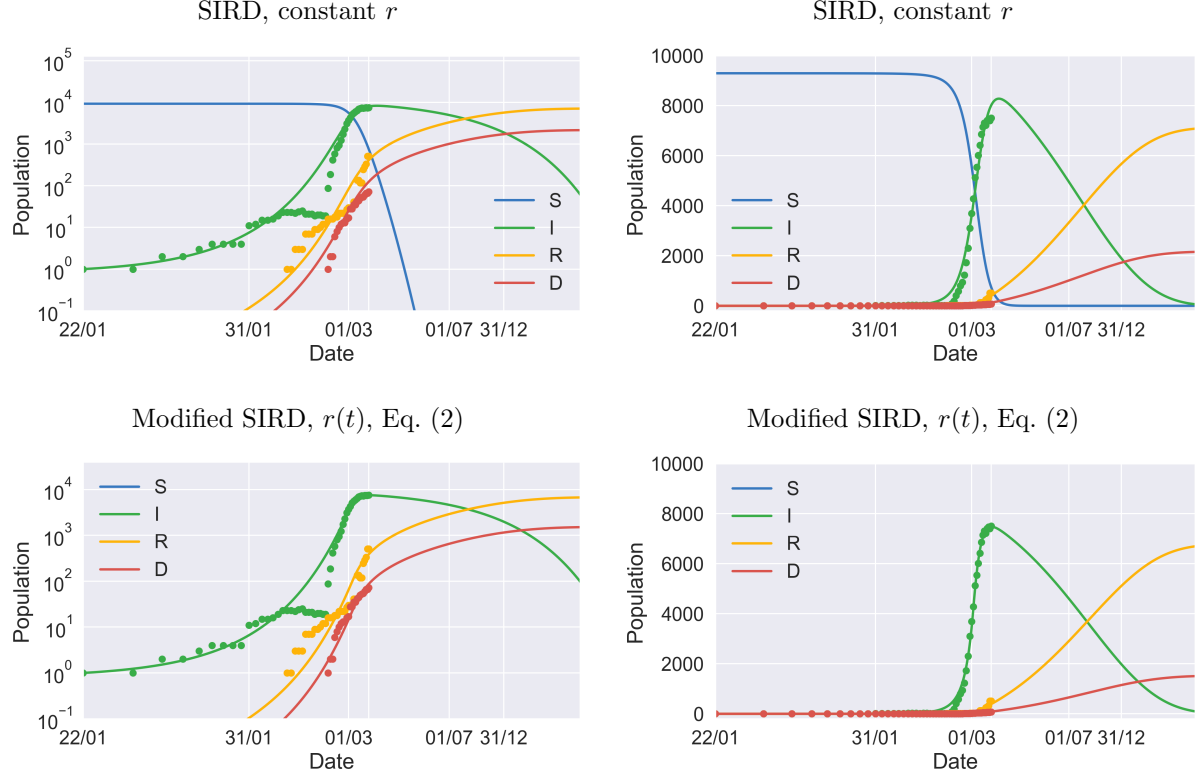 SIRD, constant r
SIRD, constant r
10^5
10^4
10^3
10^2
10^1
10^0
10^−1
Population
S
I
R
D
22/01
31/01
01/03
01/07
31/12
Date
10000
8000
6000
4000
2000
0
Population
S
I
R
D
22/01
31/01
01/03
01/07
31/12
Date
Modified SIRD, r(t), Eq. (2)
Modified SIRD, r(t), Eq. (2)
10^4
10^3
10^2
10^1
10^0
10^−1
Population
S
I
R
D
22/01
31/01
01/03
01/07
31/12
Date
10000
8000
6000
4000
2000
0
Population
S
I
R
D
22/01
31/01
01/03
01/07
31/12
Date